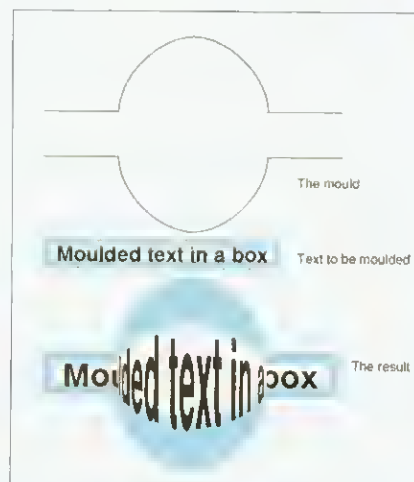 The mould
Moulded text in a box
Text to be moulded
The result
Moulded text in a box